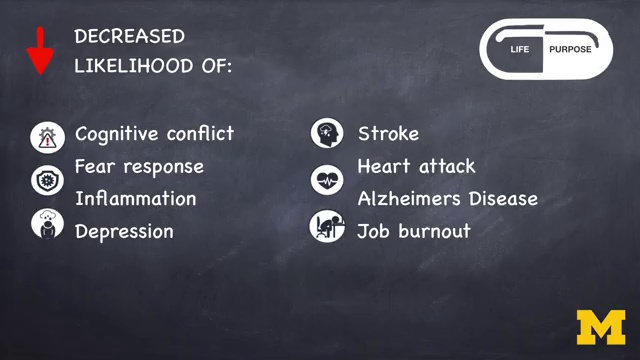 DECREASED
LIKELIHOOD OF:
LIFE PURPOSE
Cognitive conflict
Fear response
Inflammation
Depression
Stroke
Heart attack
Alzheimers Disease
Job burnout
M